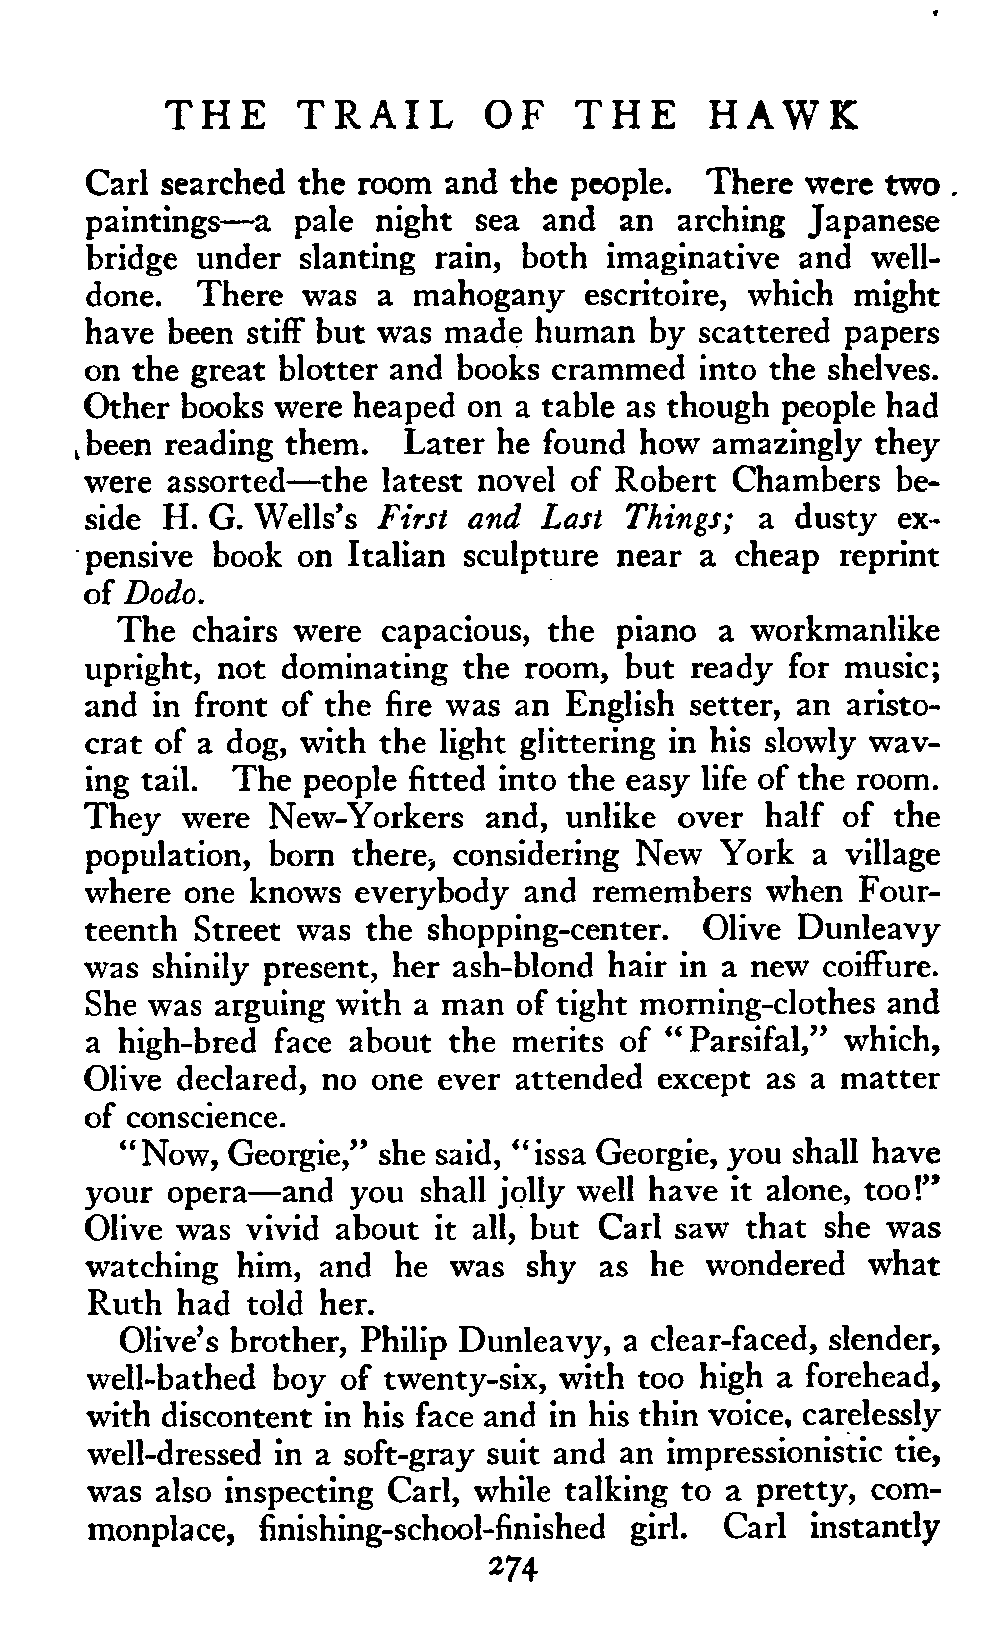 THE TRAIL OF THE HAWK
Carl searched the room and the people. There were two
paintings—a pale night sea and an arching Japanese
bridge under slanting rain, both imaginative and well-
done. There was a mahogany escritoire, which might
have been stiff but was made human by scattered papers
on the great blotter and books crammed into the shelves.
Other books were heaped on a table as though people had
been reading them. Later he found how amazingly they
were assorted—the latest novel of Robert Chambers be-
side H. G. Wells's First and Last Things; a dusty ex-
pensive book on Italian sculpture near a cheap reprint
of Dodo.
The chairs were capacious, the piano a workmanlike
upright, not dominating the room, but ready for music;
and in front of the fire was an English setter, an aristo-
crat of a dog, with the light glittering in his slowly wav-
ing tail. The people fitted into the easy life of the room.
They were New-Yorkers and, unlike over half of the
population, born there, considering New York a village
where one knows everybody and remembers when Four-
teenth Street was the shopping-center. Olive Dunleavy
was shinily present, her ash-blond hair in a new coiffure.
She was arguing with a man of tight morning-clothes and
a high-bred face about the merits of "Parsifal," which,
Olive declared, no one ever attended except as a matter
of conscience.
"Now, Georgie," she said, "issa Georgie, you shall have
your opera—and you shall jolly well have it alone, too!"
Olive was vivid about it all, but Carl saw that she was
watching him, and he was shy as he wondered what
Ruth had told her.
Olive's brother, Philip Dunleavy, a clear-faced, slender,
well-bathed boy of twenty-six, with too high a forehead,
with discontent in his face and in his thin voice, carelessly
well-dressed in a soft-gray suit and an impressionistic tie,
was also inspecting Carl, while talking to a pretty, com-
monplace, finishing-school-finished girl. Carl instantly
274